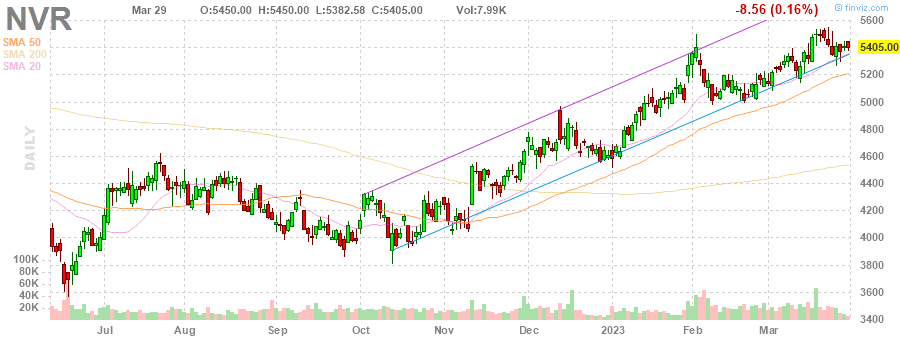 NVR
Mar 29 O:5450.00 H:5450.00 L:5382.58 C:5405.00 Vol:7.99K -8.56 (0.16%) © finviz.com
SMA 50
SMA 200
SMA 20
DAILY
5600
5405.00
5200
5000
4800
4600
4400
4200
4000
3800
3600
3400
100K
80K
60K
40K
20K
Jul Aug Sep Oct Nov Dec 2023 Feb Mar